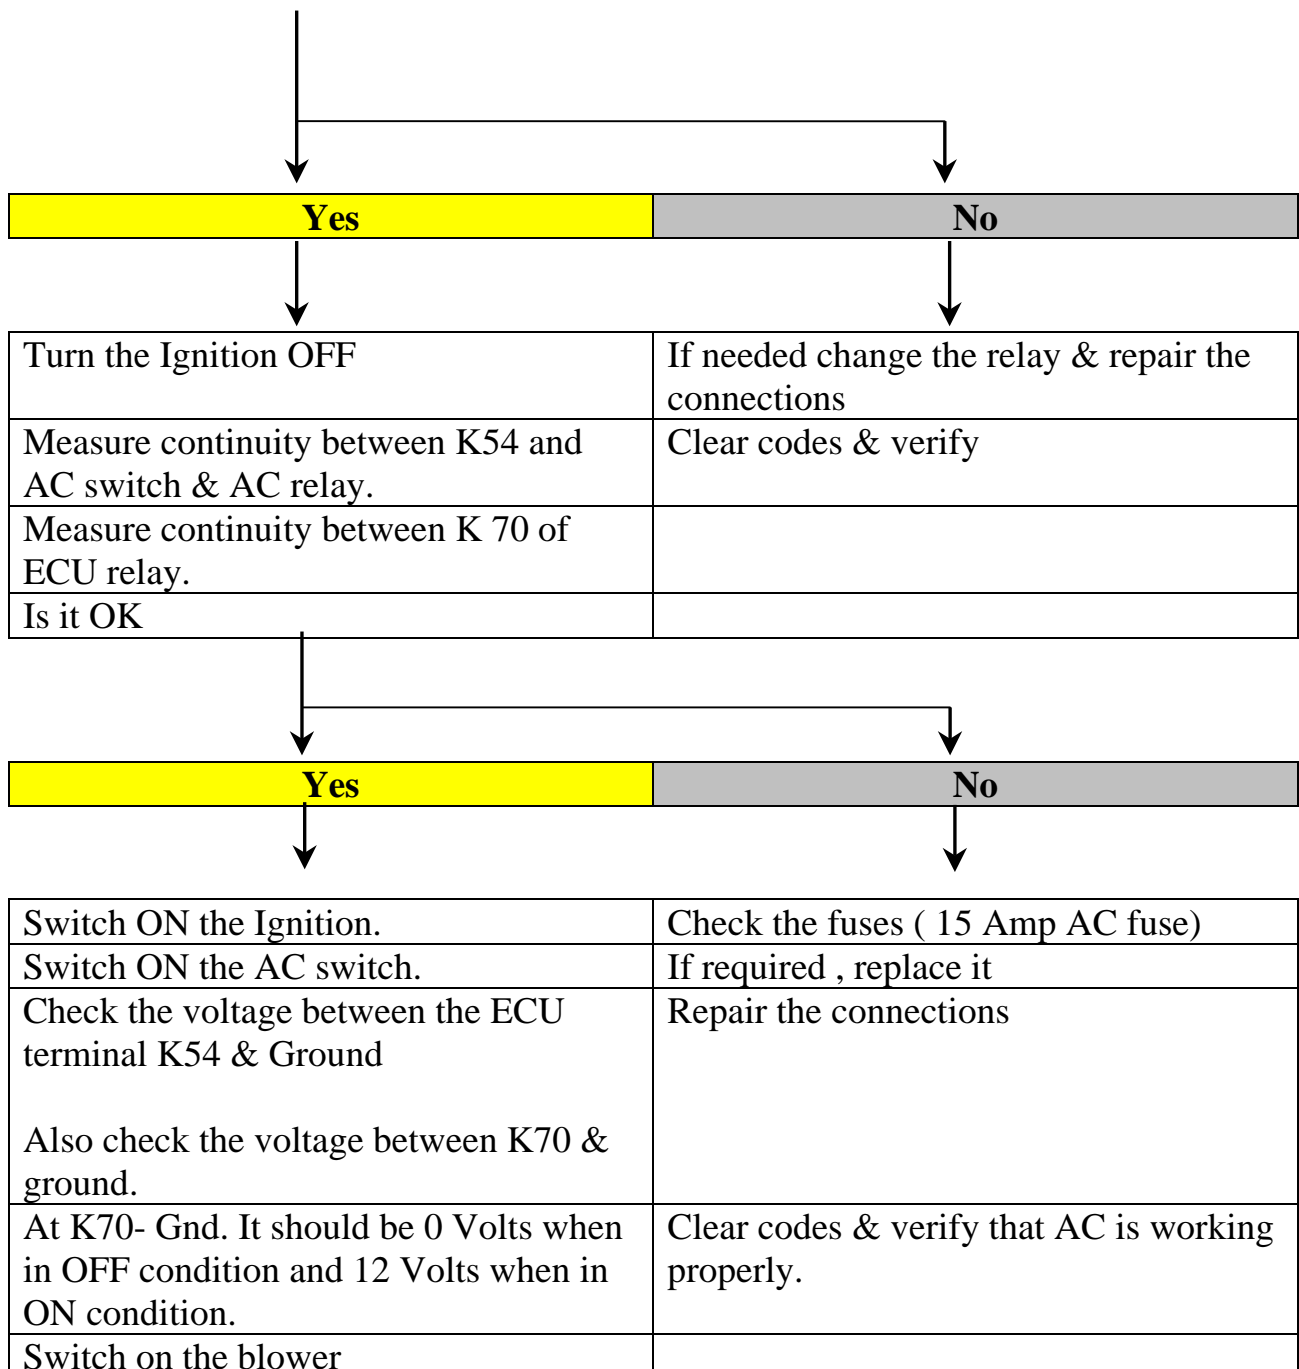 Yes
No
Turn the Ignition OFF
If needed change the relay & repair the
connections
Measure continuity between K54 and
AC switch & AC relay.
Clear codes & verify
Measure continuity between K 70 of
ECU relay.
Is it OK
Yes
No
Switch ON the Ignition.
Check the fuses ( 15 Amp AC fuse)
Switch ON the AC switch.
If required , replace it
Check the voltage between the ECU
terminal K54 & Ground
Also check the voltage between K70 &
ground.
Repair the connections
At K70- Gnd. It should be 0 Volts when
in OFF condition and 12 Volts when in
ON condition.
Clear codes & verify that AC is working
properly.
Switch on the blower